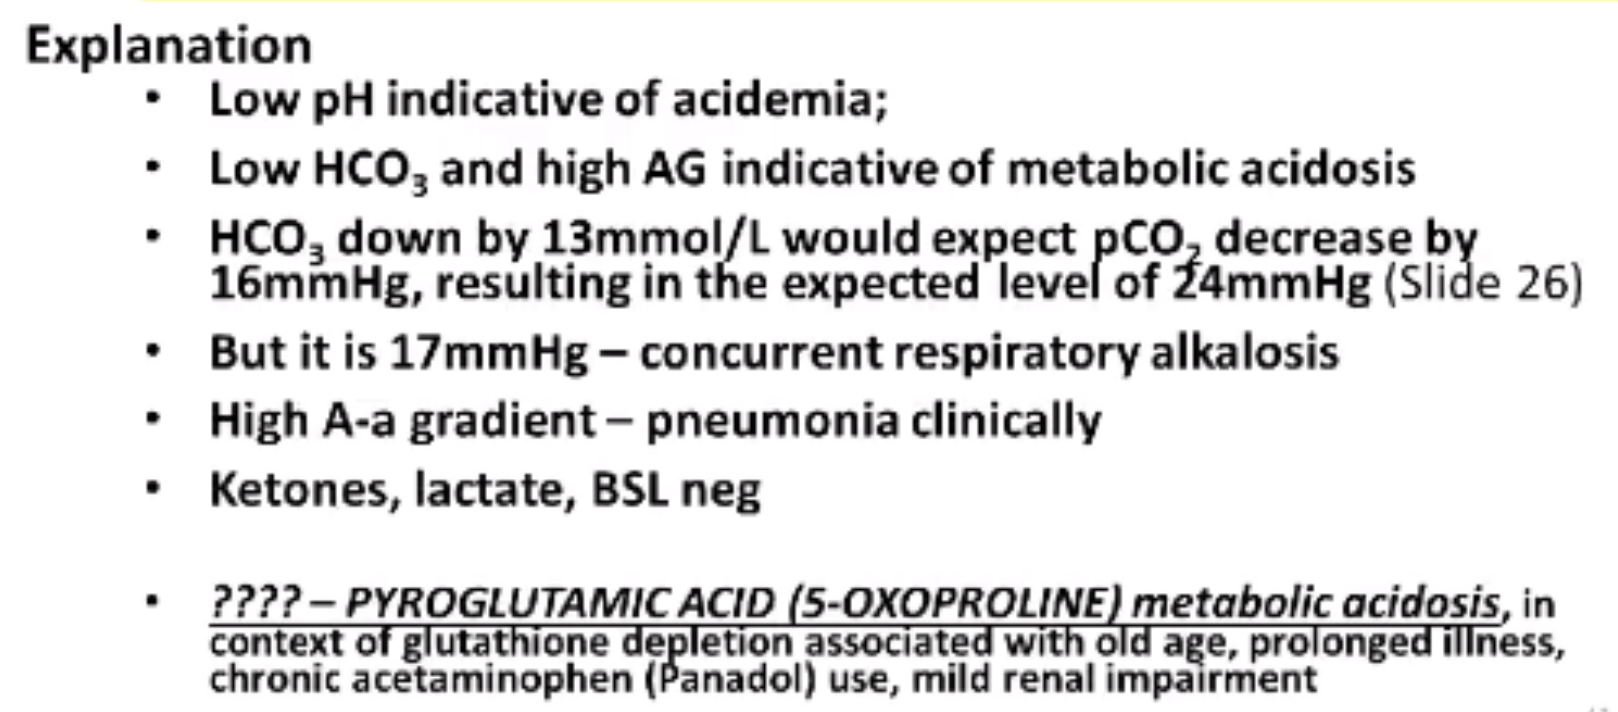 Explanation
• Low pH indicative of acidemia;
• Low HCO₃ and high AG indicative of metabolic acidosis
• HCO₃ down by 13mmol/L would expect pCO₂ decrease by
16mmHg, resulting in the expected level of 24mmHg (Slide 26)
• But it is 17mmHg – concurrent respiratory alkalosis
• High A-a gradient – pneumonia clinically
• Ketones, lactate, BSL neg
• ???? – PYROGLUTAMIC ACID (5-OXOPROLINE) metabolic acidosis, in
context of glutathione depletion associated with old age, prolonged illness,
chronic acetaminophen (Panadol) use, mild renal impairment